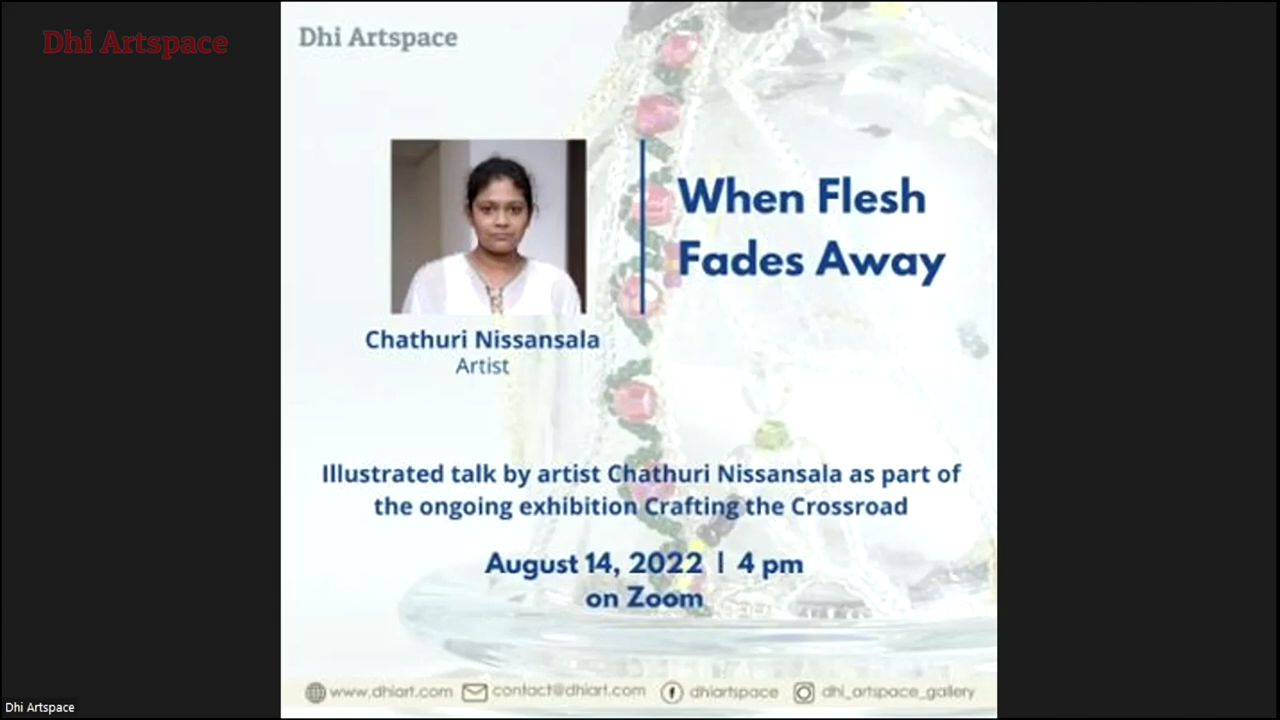 Dhi Artspace
Dhi Artspace
When Flesh
Fades Away
Chathuri Nissansala
Artist
Illustrated talk by artist Chathuri Nissansala as part of
the ongoing exhibition Crafting the Crossroad
August 14, 2022 | 4 pm
on Zoom
www.dhiart.com contact@dhiart.com dhiartspace dhi_artspace_gallery
Dhi Artspace